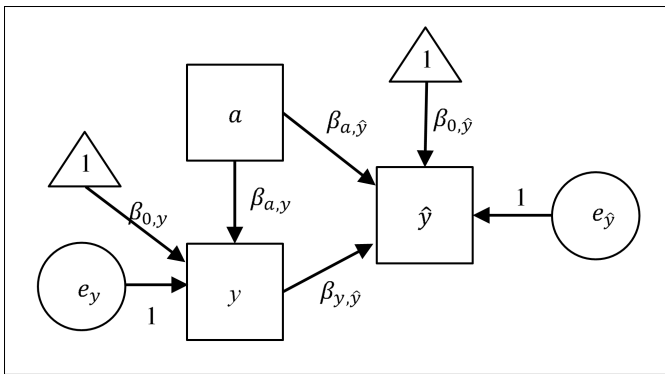 1
a
β_{a,ŷ}
β_{0,ŷ}
1
β_{a,y}
β_{0,y}
ŷ
1
e_ŷ
e_y
1
y
β_{y,ŷ}